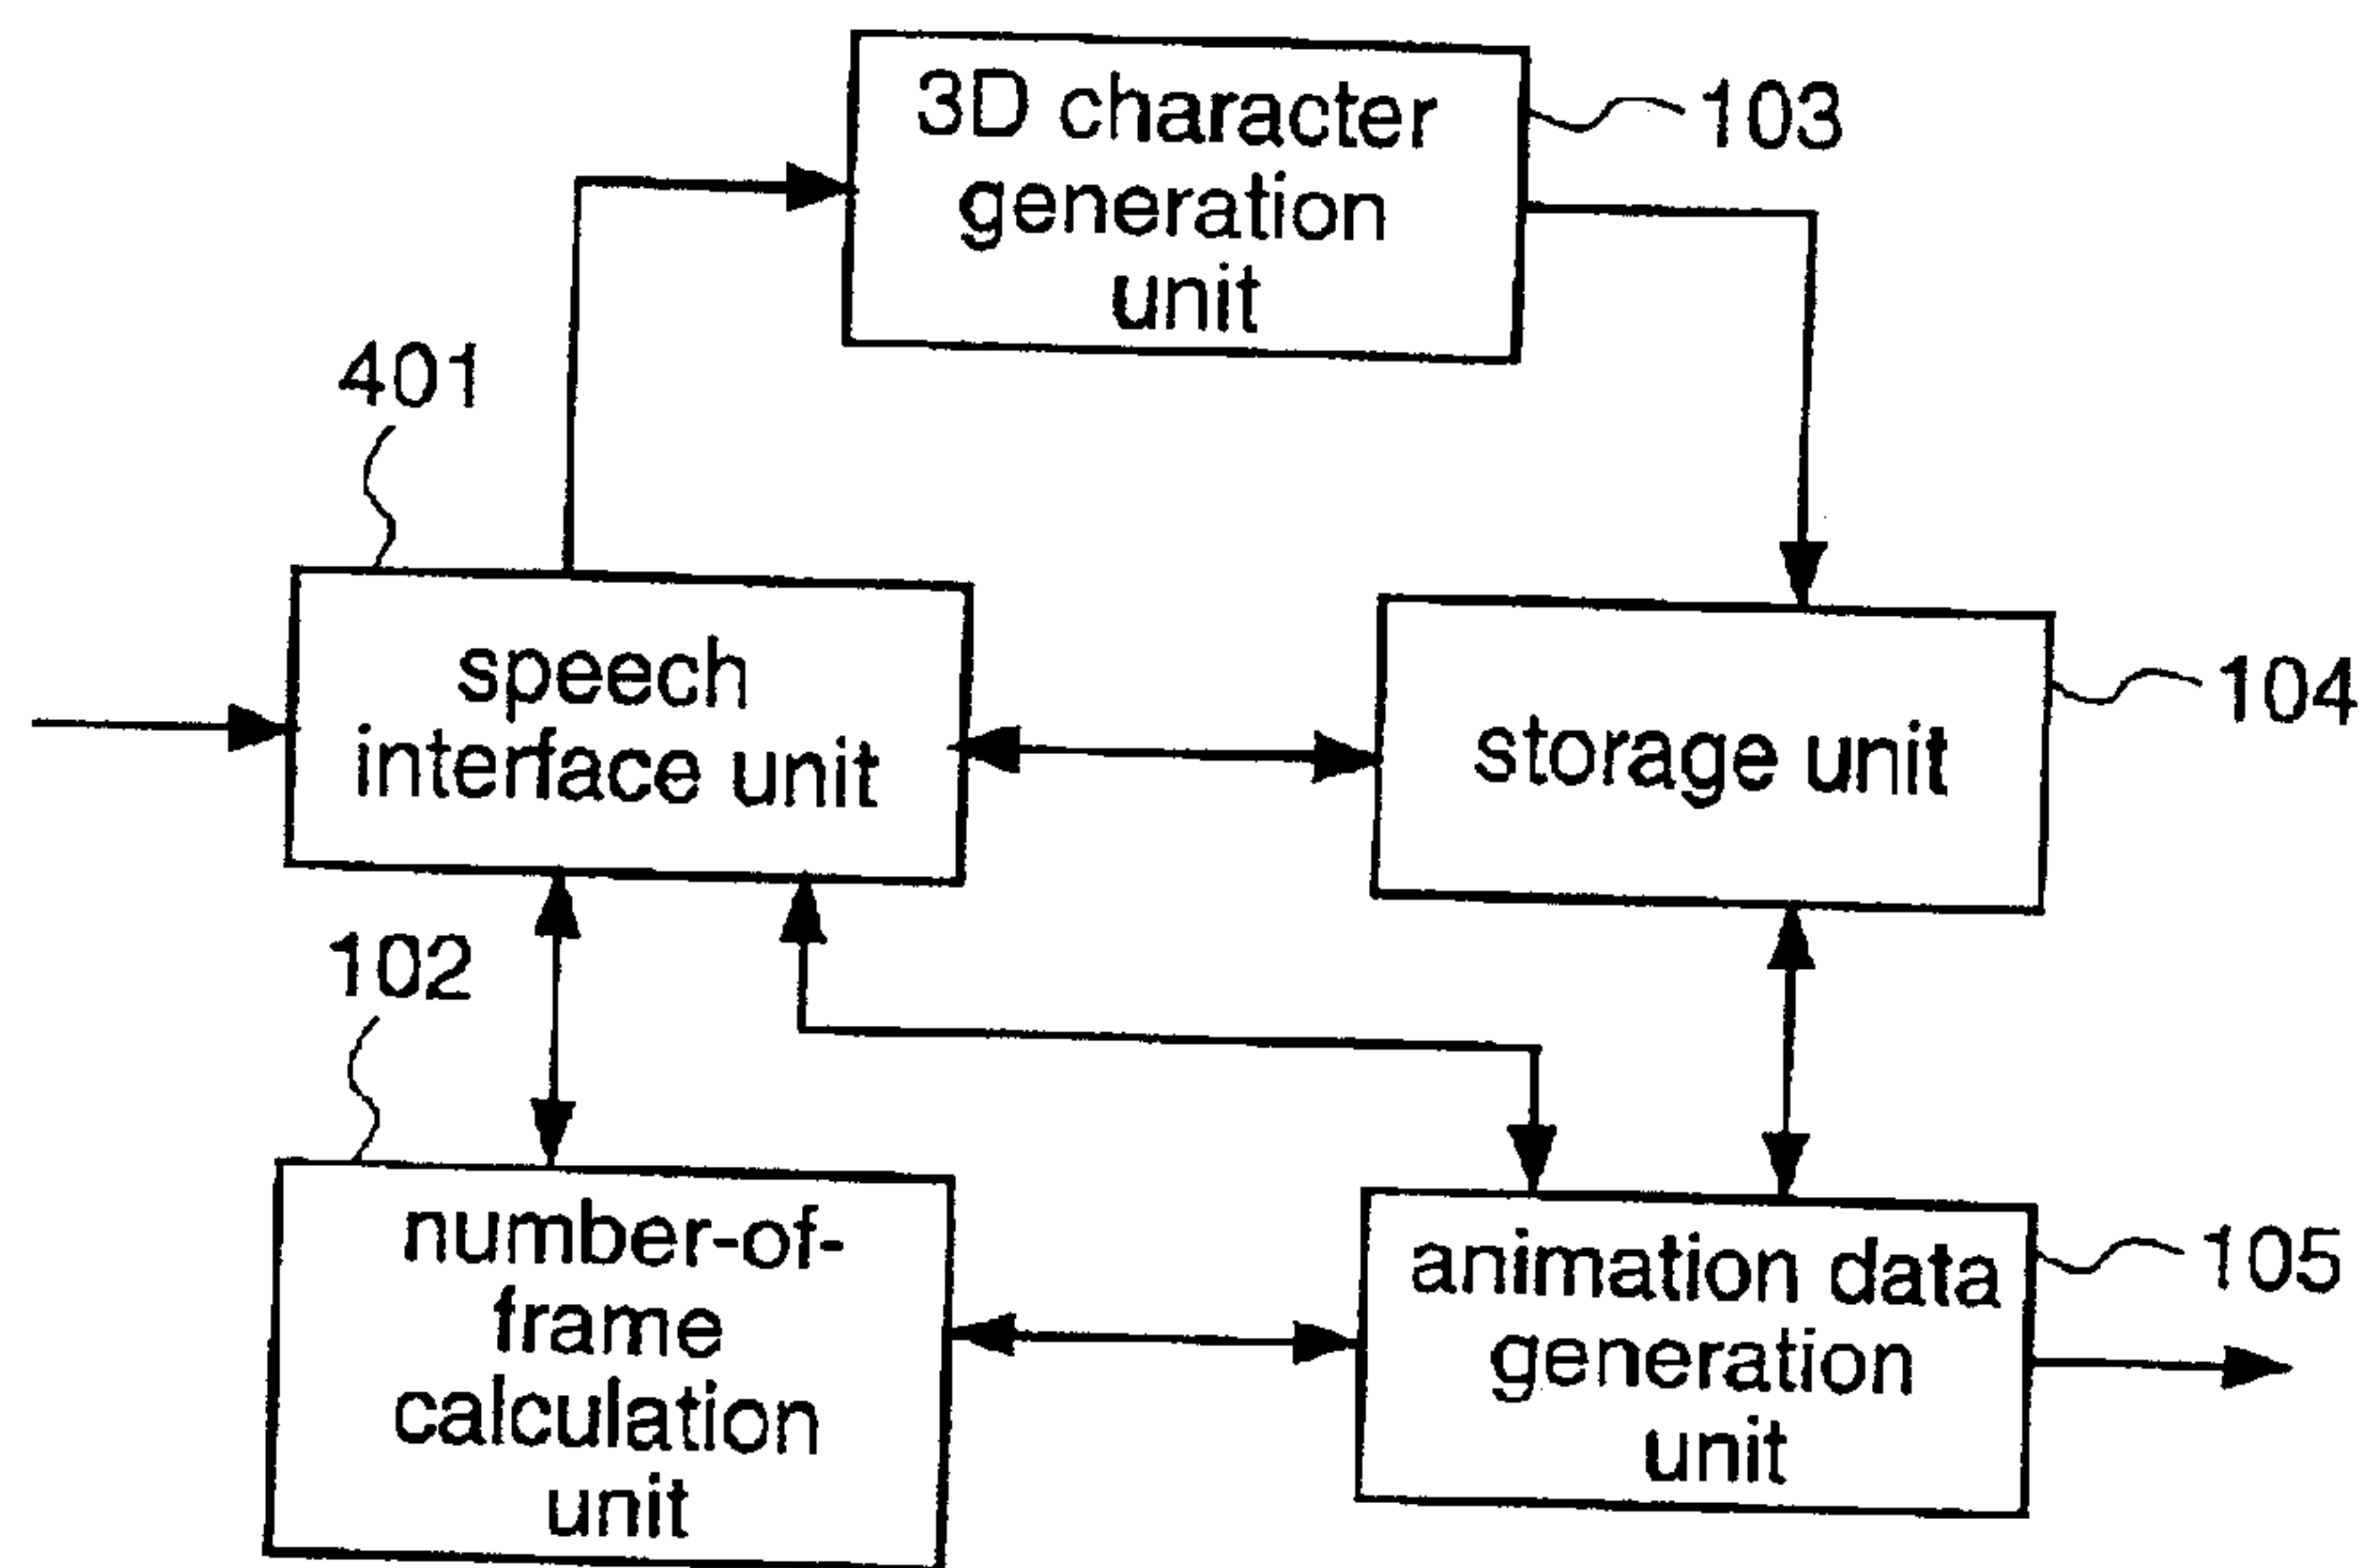 3D character
generation
unit
103
401
speech
interface unit
storage unit
104
102
number-of-
frame
calculation
unit
animation data
generation
unit
105